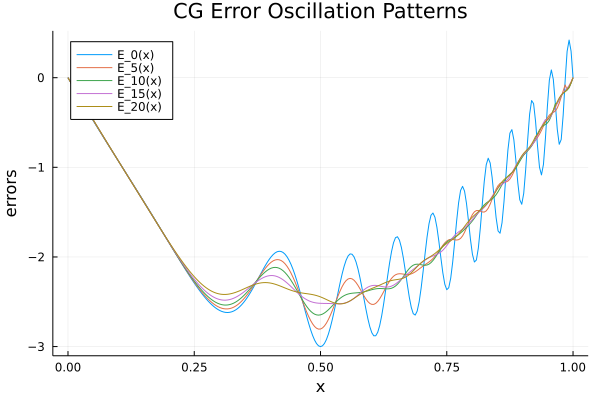 CG Error Oscillation Patterns
E_0(x)
E_5(x)
E_10(x)
E_15(x)
E_20(x)
0
−1
−2
−3
errors
0.00 0.25 0.50 0.75 1.00
x